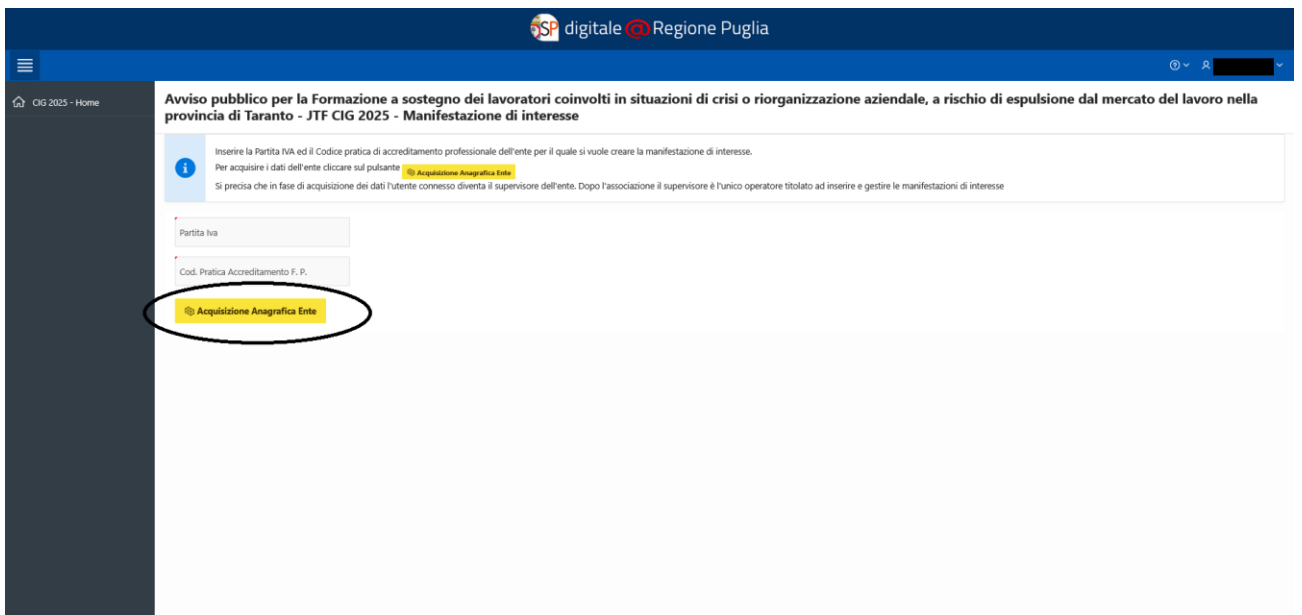 SP digitale @ Regione Puglia
CIG 2025 - Home
Avviso pubblico per la Formazione a sostegno dei lavoratori coinvolti in situazioni di crisi o riorganizzazione aziendale, a rischio di espulsione dal mercato del lavoro nella
provincia di Taranto - JTF CIG 2025 - Manifestazione di interesse
Inserire la Partita IVA ed il Codice pratica di accreditamento professionale dell'ente per il quale si vuole creare la manifestazione di interesse.
Per acquisire i dati dell'ente cliccare sul pulsante Acquisizione Anagrafica Ente
Si precisa che in fase di acquisizione dei dati l'utente connesso diventa il supervisore dell'ente. Dopo l'associazione il supervisore è l'unico operatore titolato ad inserire e gestire le manifestazioni di interesse
Partita Iva
Cod. Pratica Accreditamento F. P.
Acquisizione Anagrafica Ente